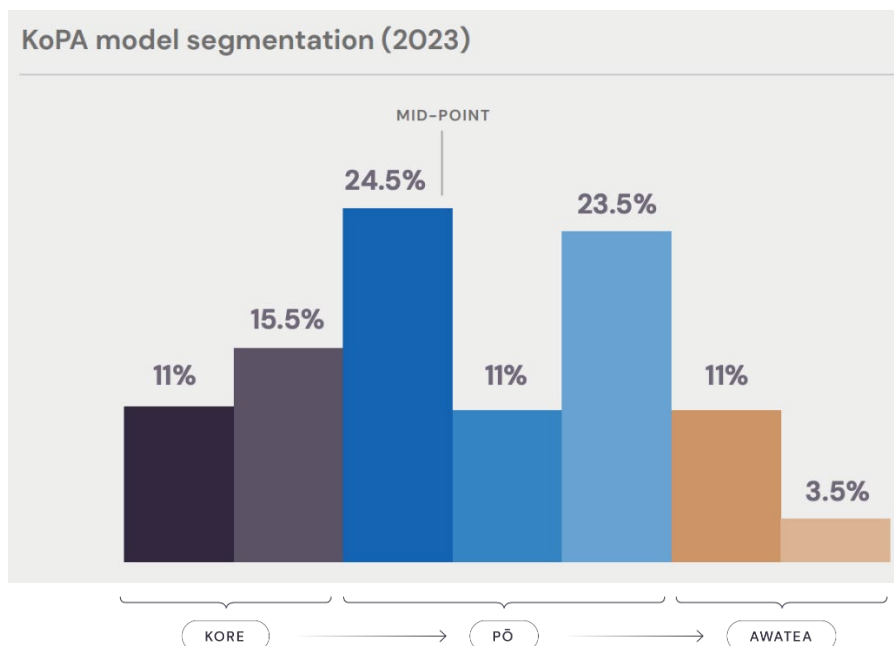 KoPA model segmentation (2023)
MID-POINT
24.5%
23.5%
15.5%
11%
11%
11%
3.5%
KORE
PŌ
AWATEA